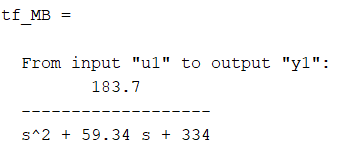 tf_MB =
From input "u1" to output "y1":
183.7
-------------------
s^2 + 59.34 s + 334